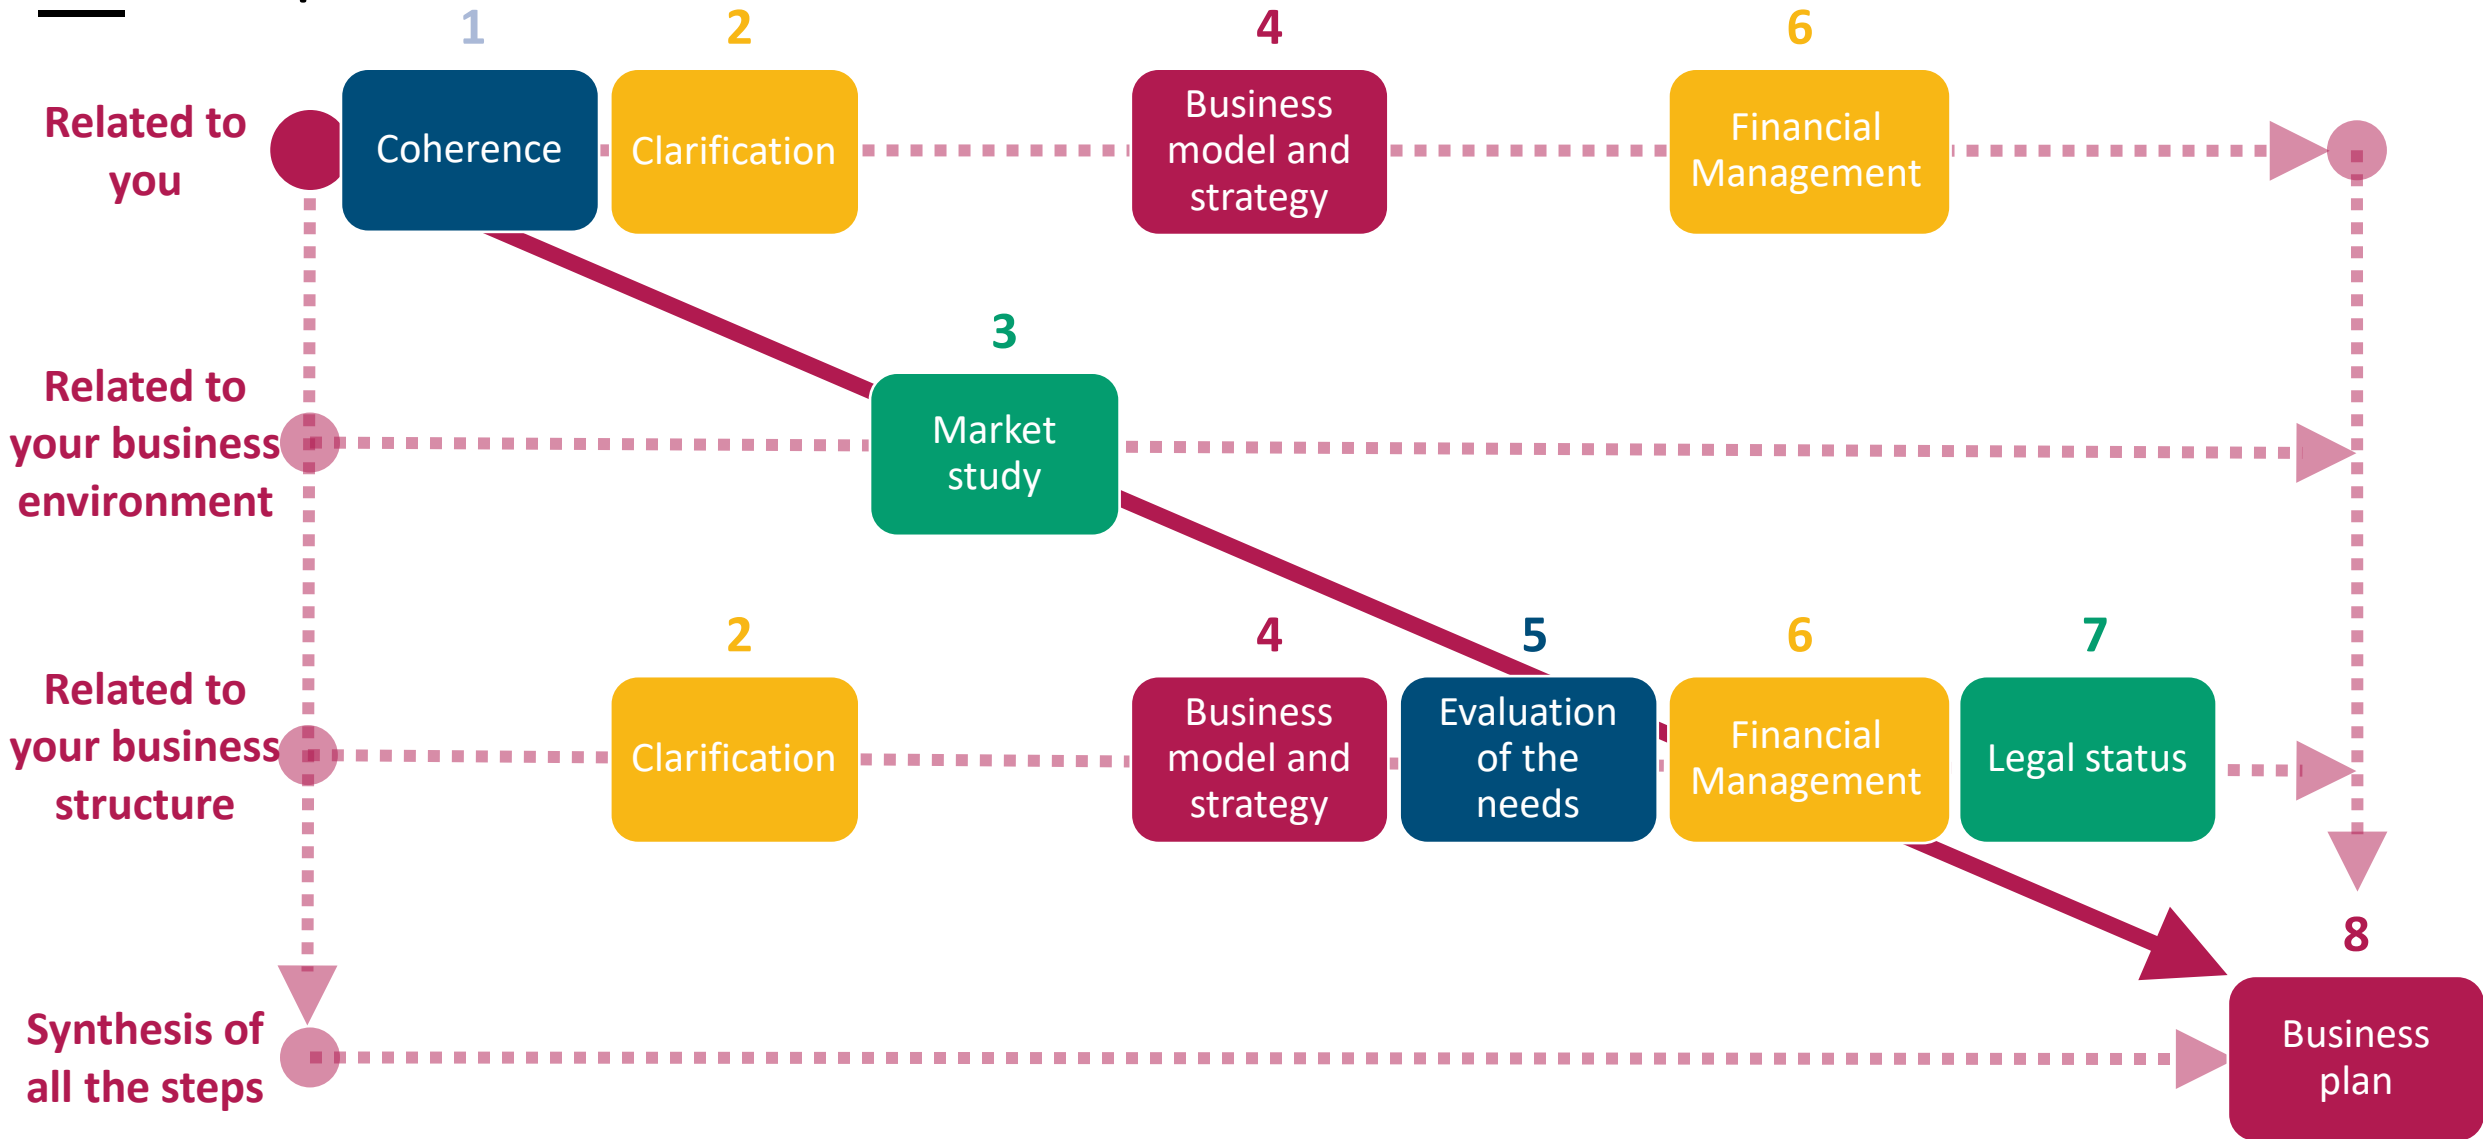 1
2
4
6
Related to
you
Coherence
Clarification
Business
model and
strategy
Financial
Management
3
Related to
your business
environment
Market
study
2
4
5
6
7
Related to
your business
structure
Clarification
Business
model and
strategy
Evaluation
of the
needs
Financial
Management
Legal status
8
Synthesis of
all the steps
Business
plan